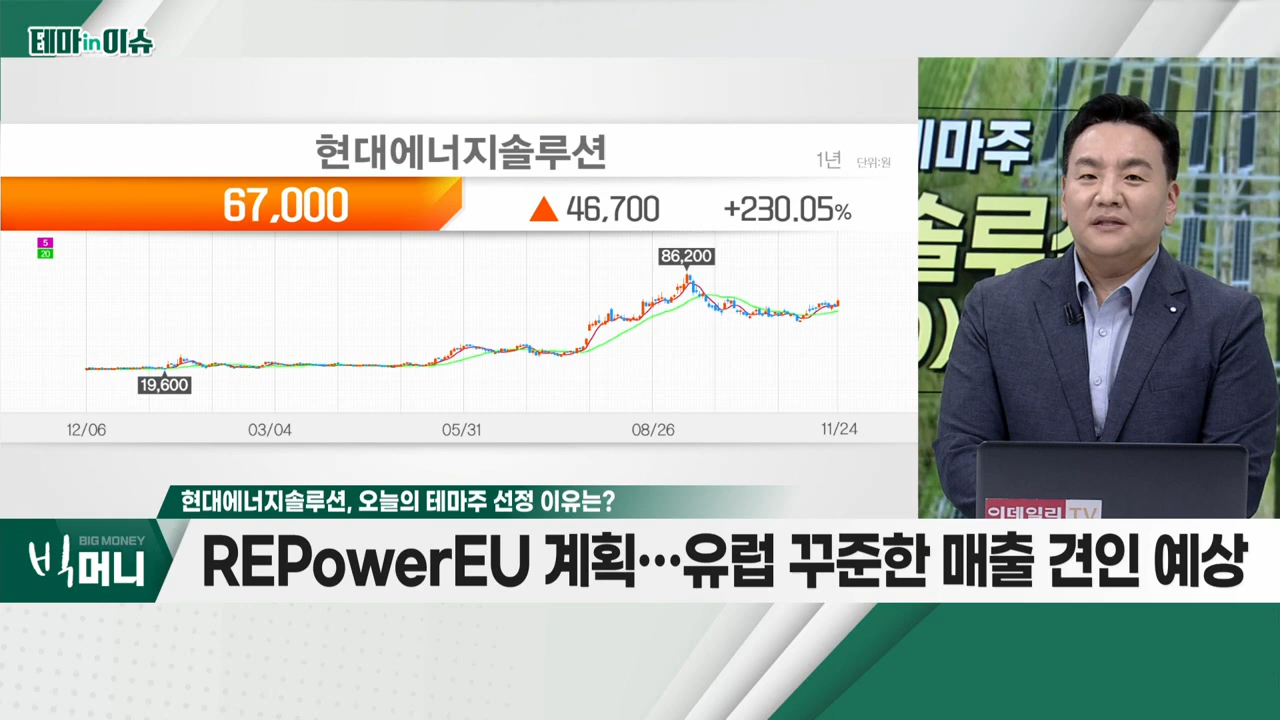 테마in이슈
현대에너지솔루션
1년 단위:원
67,000 ▲ 46,700 +230.05%
5
20
86,200
19,600
12/06 03/04 05/31 08/26 11/24
테마주
솔루
이데일리 TV
현대에너지솔루션, 오늘의 테마주 선정 이유는?
BIG MONEY
빅머니
REPowerEU 계획…유럽 꾸준한 매출 견인 예상